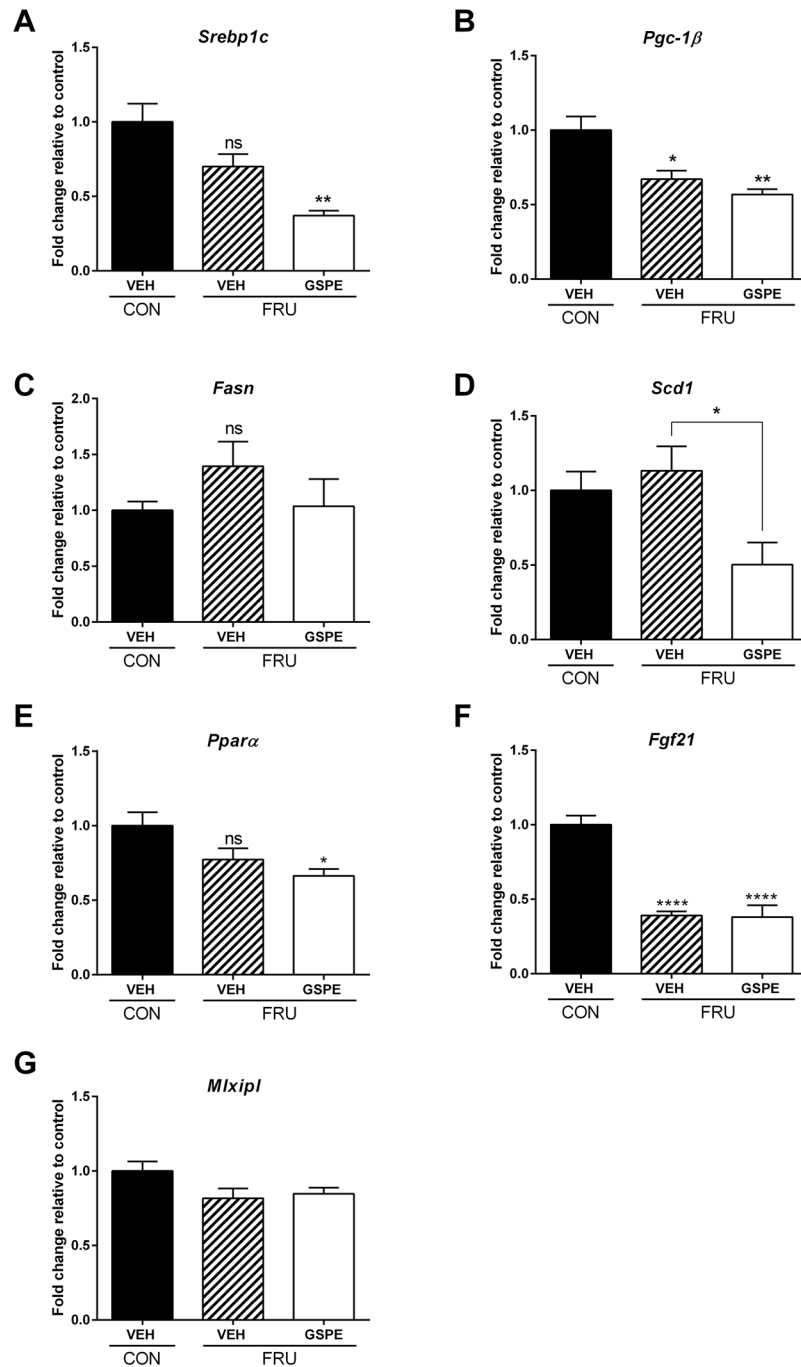 A
Srebp1c
Fold change relative to control
1.5
1.0
0.5
0.0
ns
**
VEH
VEH
GSPE
CON
FRU
B
Pgc-1β
Fold change relative to control
1.5
1.0
0.5
0.0
*
**
VEH
VEH
GSPE
CON
FRU
C
Fasn
Fold change relative to control
2.0
1.5
1.0
0.5
0.0
ns
VEH
VEH
GSPE
CON
FRU
D
Scd1
Fold change relative to control
1.5
1.0
0.5
0.0
*
VEH
VEH
GSPE
CON
FRU
E
Pparα
Fold change relative to control
1.5
1.0
0.5
0.0
ns
*
VEH
VEH
GSPE
CON
FRU
F
Fgf21
Fold change relative to control
1.5
1.0
0.5
0.0
****
****
VEH
VEH
GSPE
CON
FRU
G
Mlxipl
Fold change relative to control
1.5
1.0
0.5
0.0
VEH
VEH
GSPE
CON
FRU